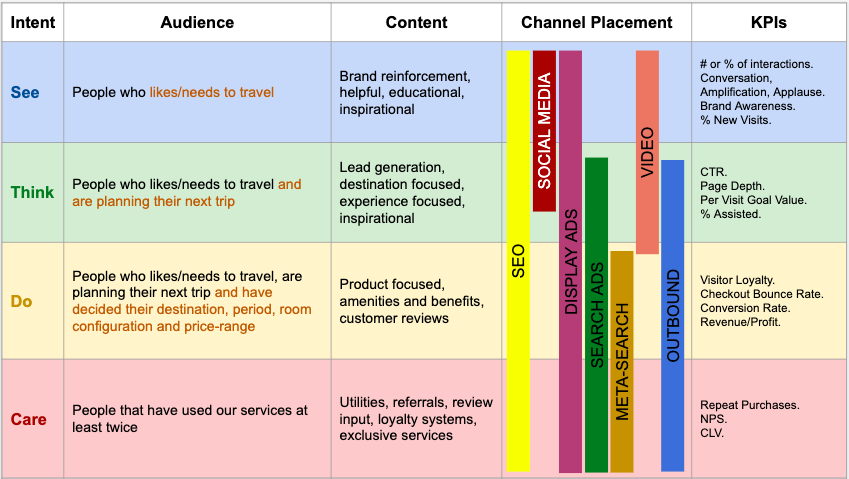 Intent
Audience
Content
Channel Placement
KPIs
See
People who likes/needs to travel
Brand reinforcement,
helpful, educational,
inspirational
# or % of interactions.
Conversation,
Amplification, Applause.
Brand Awareness.
% New Visits.
Think
People who likes/needs to travel and
are planning their next trip
Lead generation,
destination focused,
experience focused,
inspirational
CTR.
Page Depth.
Per Visit Goal Value.
% Assisted.
Do
People who likes/needs to travel, are
planning their next trip and have
decided their destination, period, room
configuration and price-range
Product focused,
amenities and benefits,
customer reviews
Visitor Loyalty.
Checkout Bounce Rate.
Conversion Rate.
Revenue/Profit.
Care
People that have used our services at
least twice
Utilities, referrals, review
input, loyalty systems,
exclusive services
Repeat Purchases.
NPS.
CLV.
SEO
SOCIAL MEDIA
DISPLAY ADS
SEARCH ADS
META-SEARCH
VIDEO
OUTBOUND